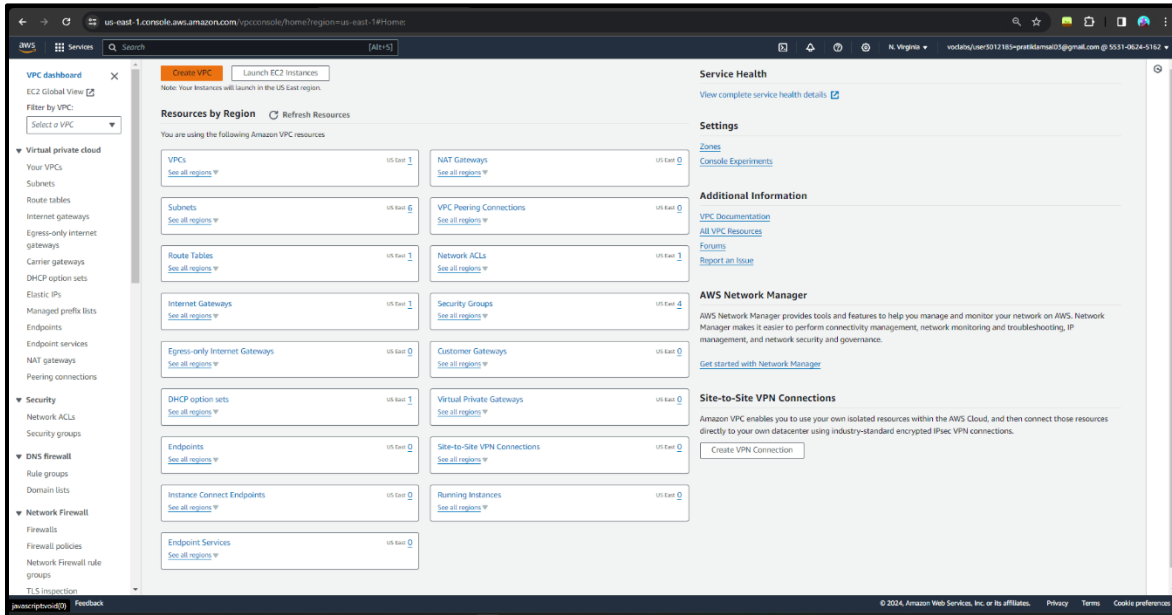 us-east-1.console.aws.amazon.com/vpcconsole/home?region=us-east-1#Home:
aws
Services
Search
[Alt+S]
N. Virginia
voclabs/user3012185=pratiklamsal03@gmail.com @ 5531-0624-5162
VPC dashboard
EC2 Global View
Filter by VPC:
Select a VPC
Virtual private cloud
Your VPCs
Subnets
Route tables
Internet gateways
Egress-only internet
gateways
Carrier gateways
DHCP option sets
Elastic IPs
Managed prefix lists
Endpoints
Endpoint services
NAT gateways
Peering connections
Security
Network ACLs
Security groups
DNS firewall
Rule groups
Domain lists
Network Firewall
Firewalls
Firewall policies
Network Firewall rule
groups
TLS inspection
Create VPC
Launch EC2 Instances
Note: Your Instances will launch in the US East region.
Resources by Region
Refresh Resources
You are using the following Amazon VPC resources
VPCs
US East 1
See all regions
NAT Gateways
US East 0
See all regions
Subnets
US East 6
See all regions
VPC Peering Connections
US East 0
See all regions
Route Tables
US East 1
See all regions
Network ACLs
US East 1
See all regions
Internet Gateways
US East 1
See all regions
Security Groups
US East 4
See all regions
Egress-only Internet Gateways
US East 0
See all regions
Customer Gateways
US East 0
See all regions
DHCP option sets
US East 1
See all regions
Virtual Private Gateways
US East 0
See all regions
Endpoints
US East 0
See all regions
Site-to-Site VPN Connections
US East 0
See all regions
Instance Connect Endpoints
US East 0
See all regions
Running Instances
US East 0
See all regions
Endpoint Services
US East 0
See all regions
Service Health
View complete service health details
Settings
Zones
Console Experiments
Additional Information
VPC Documentation
All VPC Resources
Forums
Report an Issue
AWS Network Manager
AWS Network Manager provides tools and features to help you manage and monitor your network on AWS. Network
Manager makes it easier to perform connectivity management, network monitoring and troubleshooting, IP
management, and network security and governance.
Get started with Network Manager
Site-to-Site VPN Connections
Amazon VPC enables you to use your own isolated resources within the AWS Cloud, and then connect those resources
directly to your own datacenter using industry-standard encrypted IPsec VPN connections.
Create VPN Connection
javascript:void(0)
Feedback
© 2024, Amazon Web Services, Inc. or its affiliates.
Privacy
Terms
Cookie preferences